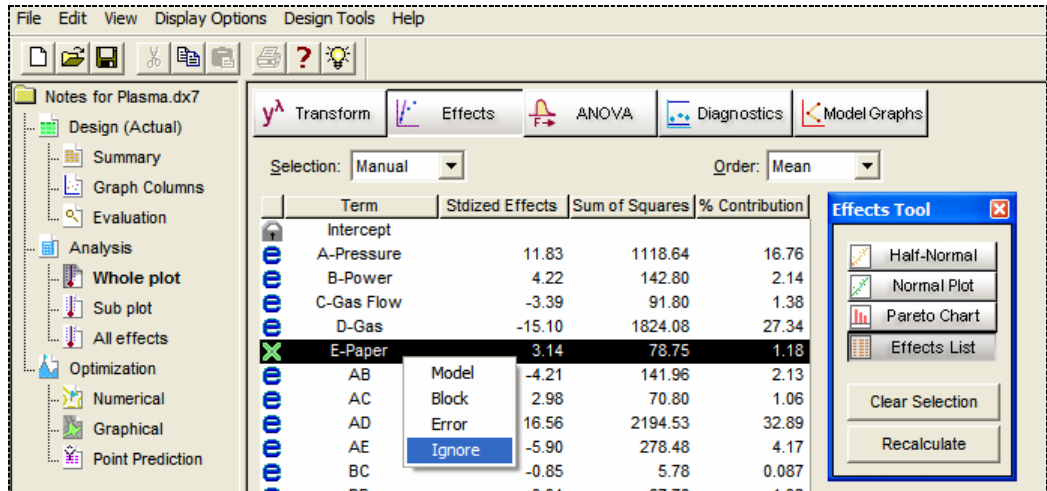 File Edit View Display Options Design Tools Help
Notes for Plasma.dx7
Design (Actual)
Summary
Graph Columns
Evaluation
Analysis
Whole plot
Sub plot
All effects
Optimization
Numerical
Graphical
Point Prediction
yλ Transform Effects F ANOVA Diagnostics Model Graphs
Selection: Manual Order: Mean
Term Stdized Effects Sum of Squares % Contribution
Intercept
e A-Pressure 11.83 1118.64 16.76
e B-Power 4.22 142.80 2.14
e C-Gas Flow -3.39 91.80 1.38
e D-Gas -15.10 1824.08 27.34
E-Paper 3.14 78.75 1.18
e AB -4.21 141.96 2.13
e AC 2.98 70.80 1.06
e AD 16.56 2194.53 32.89
e AE -5.90 278.48 4.17
e BC -0.85 5.78 0.087
Model
Block
Error
Ignore
Effects Tool
Half-Normal
Normal Plot
Pareto Chart
Effects List
Clear Selection
Recalculate